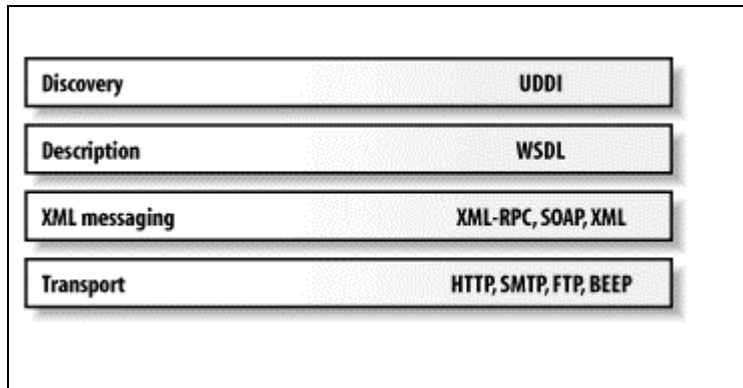 Discovery UDDI
Description WSDL
XML messaging XML-RPC, SOAP, XML
Transport HTTP, SMTP, FTP, BEEP